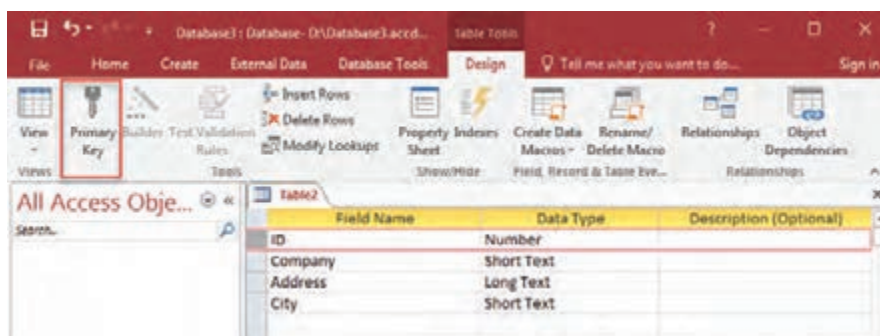 Database3 : Database- D:\Database3.accd... Table Tools ?
File Home Create External Data Database Tools Design Tell me what you want to do... Sign in
View Primary Key Builder Test Validation Rules Insert Rows Delete Rows Modify Lookups Property Sheet Indexes Create Data Macros Rename/ Delete Macro Relationships Object Dependencies
Views Tools Show/Hide Field, Record & Table Eve... Relationships
All Access Obje...
Search..
Table2
Field Name Data Type Description (Optional)
ID Number
Company Short Text
Address Long Text
City Short Text